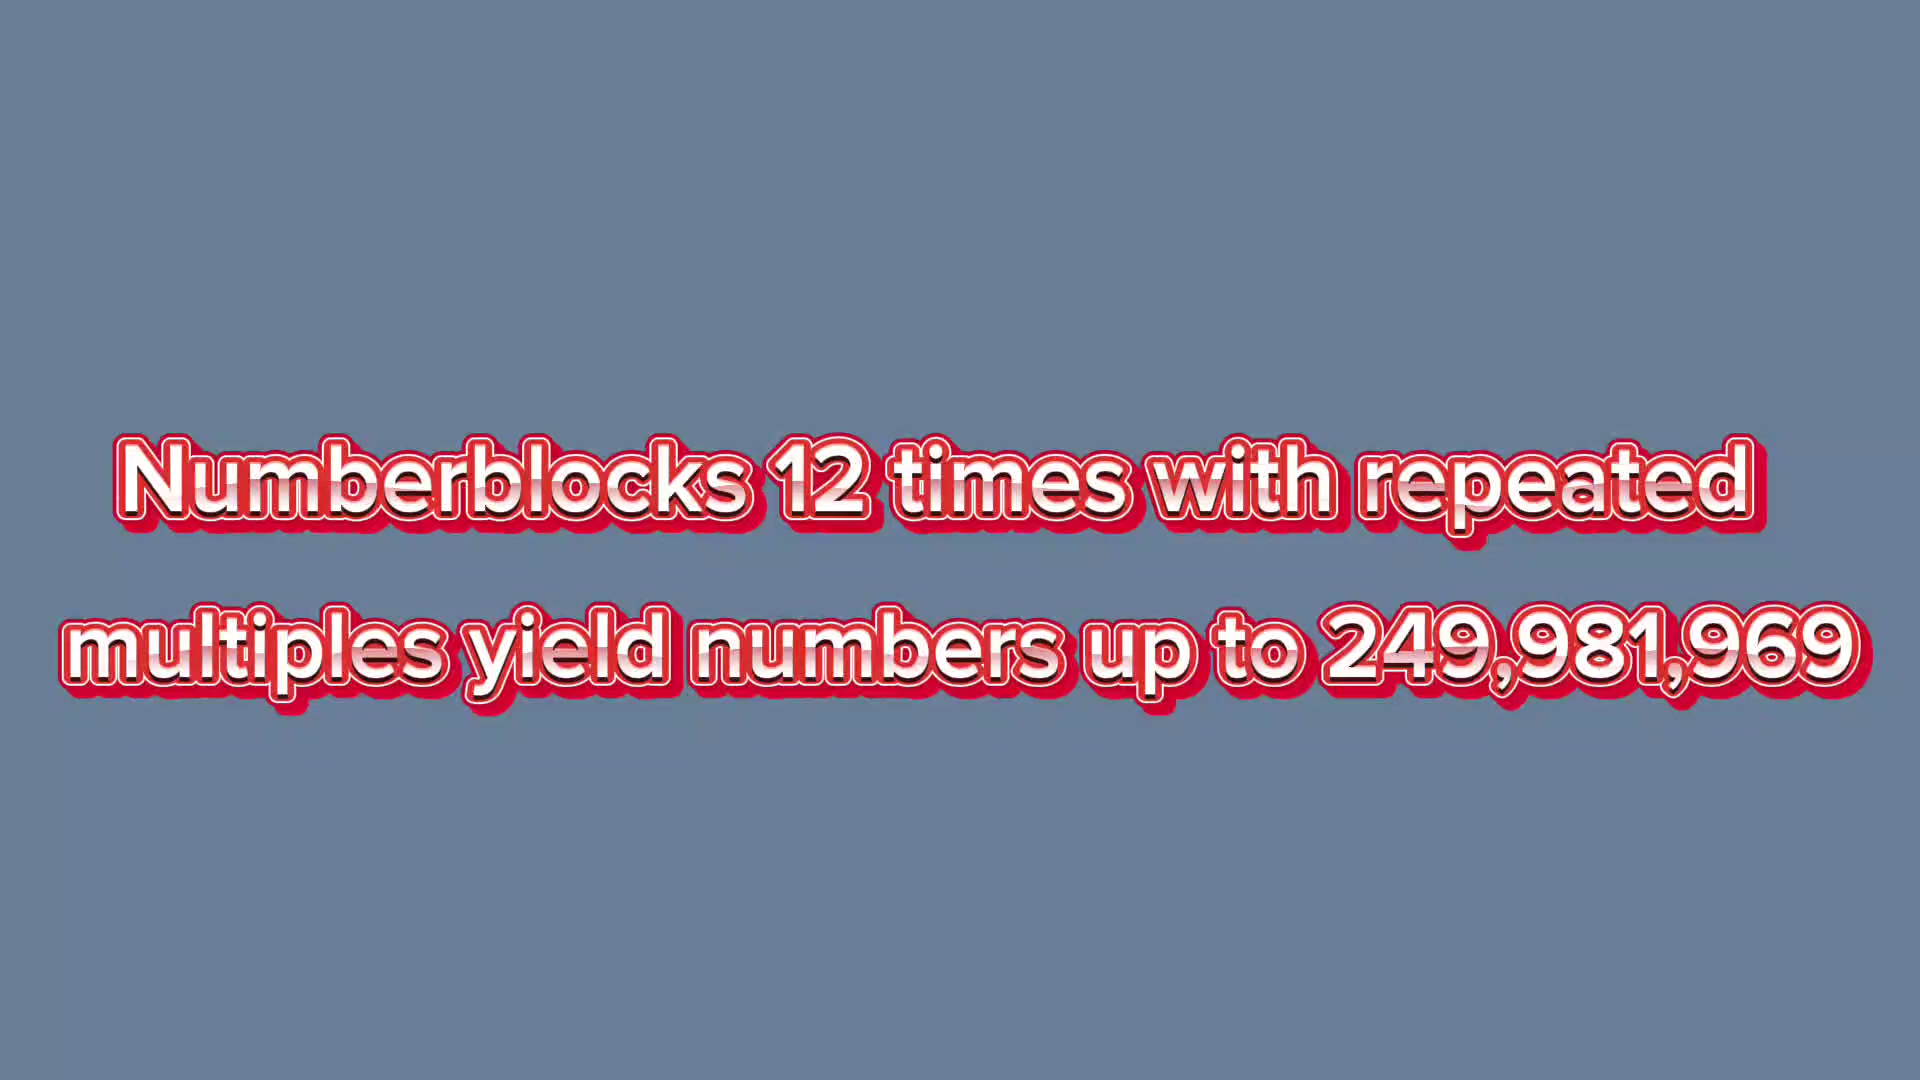 Numberblocks 12 times with repeated
multiples yield numbers up to 249,981,969